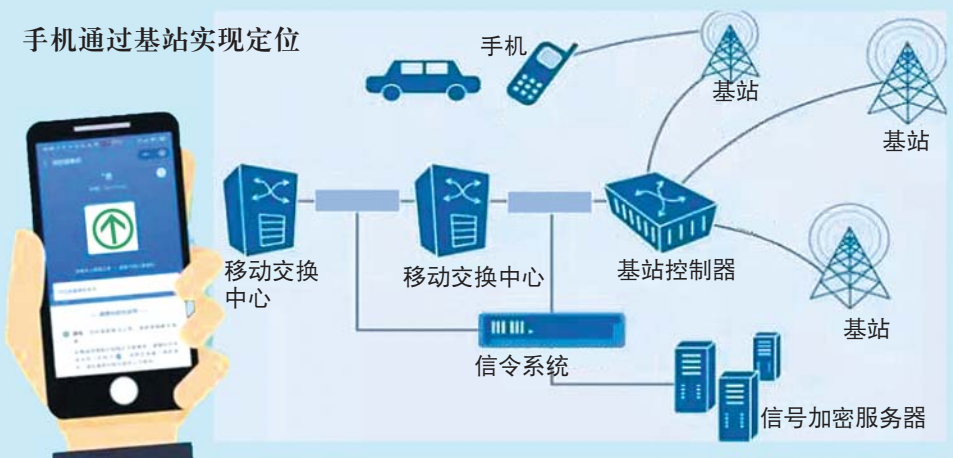 手机通过基站实现定位
手机
基站
基站
移动交换
中心
移动交换中心
基站控制器
基站
信令系统
信号加密服务器